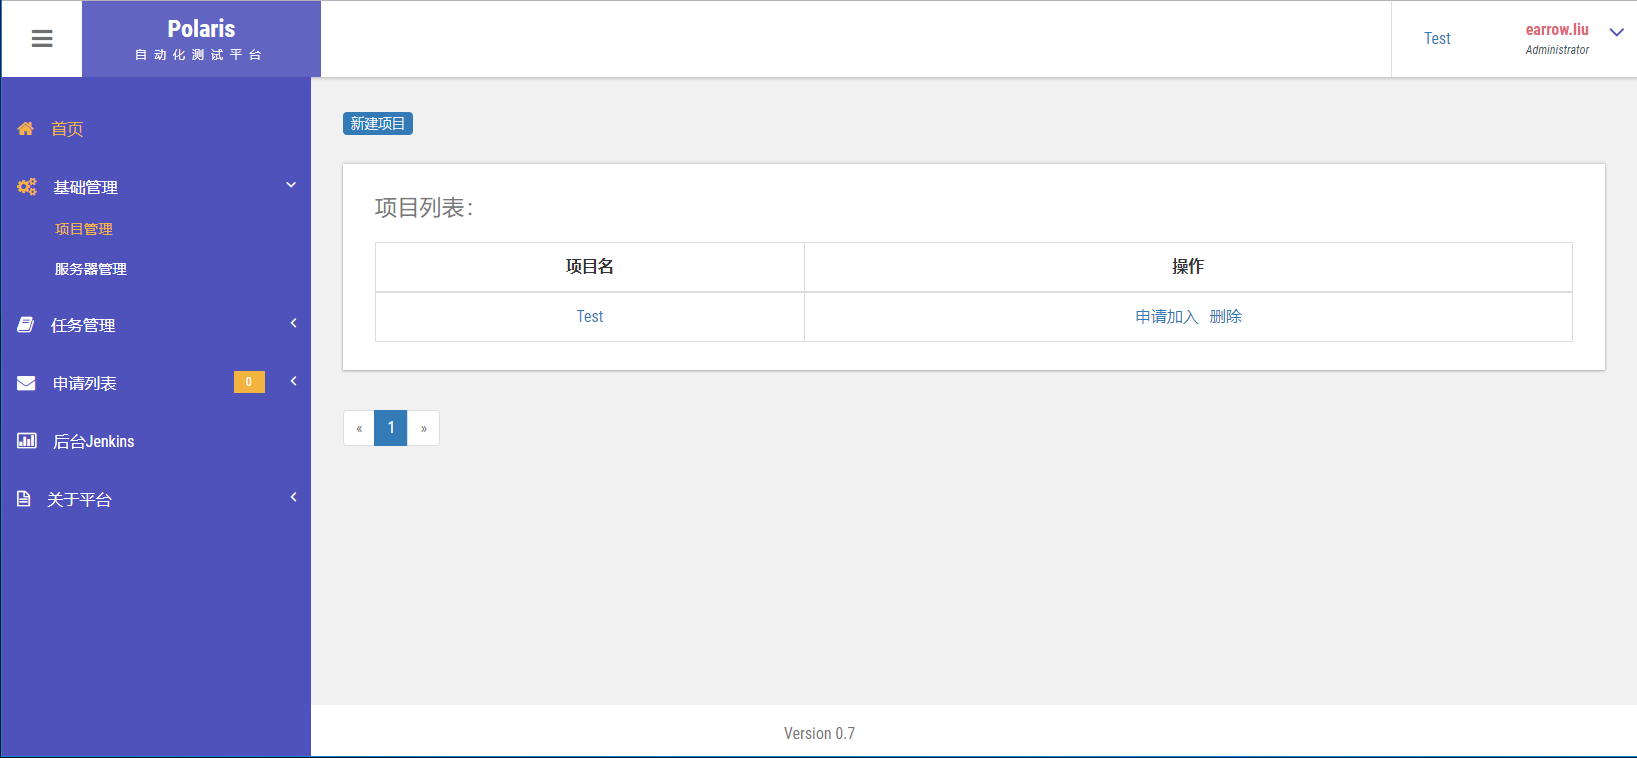 Polaris
自动化测试平台
Test
earrow.liu
Administrator
首页
基础管理
项目管理
服务器管理
任务管理
申请列表
0
后台Jenkins
关于平台
新建项目
项目列表：
项目名 操作
Test 申请加入 删除
« 1 »
Version 0.7